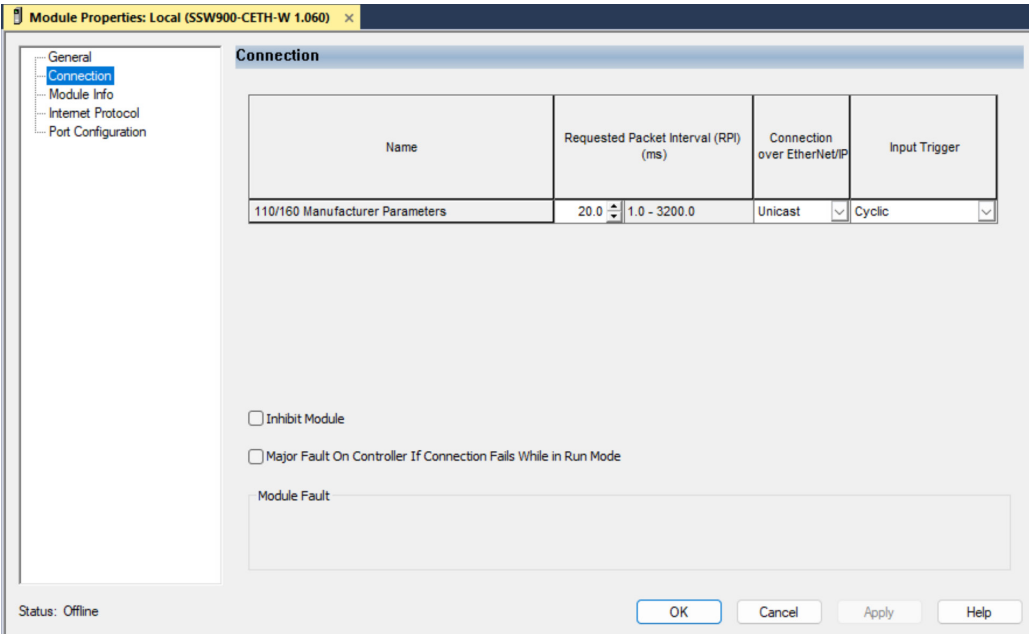 Module Properties: Local (SSW900-CETH-W 1.060)
General
Connection
Module Info
Internet Protocol
Port Configuration
Connection
Name
Requested Packet Interval (RPI)
(ms)
Connection
over EtherNet/IP
Input Trigger
110/160 Manufacturer Parameters
20.0
1.0 - 3200.0
Unicast
Cyclic
Inhibit Module
Major Fault On Controller If Connection Fails While in Run Mode
Module Fault
Status: Offline
OK
Cancel
Apply
Help